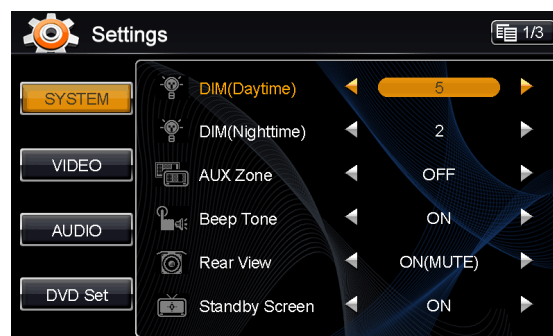 Settings
1/3
SYSTEM
VIDEO
AUDIO
DVD Set
DIM(Daytime) 5
DIM(Nighttime) 2
AUX Zone OFF
Beep Tone ON
Rear View ON(MUTE)
Standby Screen ON